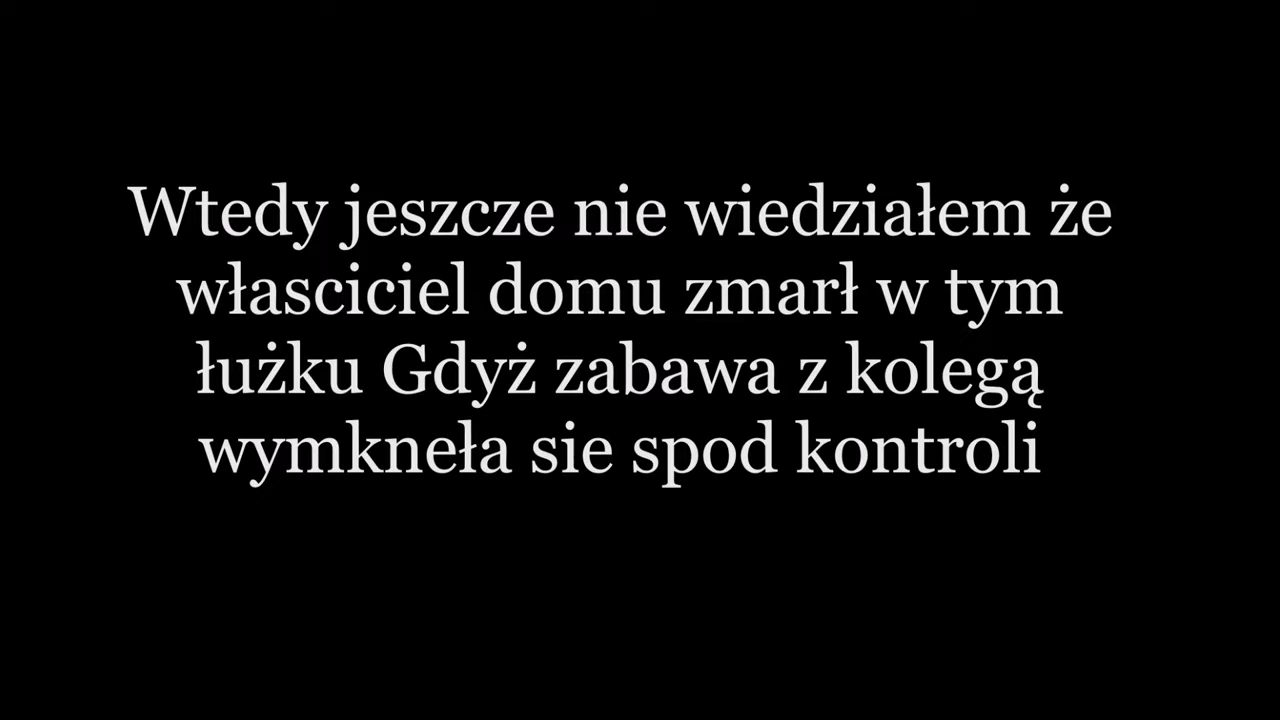 Wtedy jeszcze nie wiedziałem że
własciciel domu zmarł w tym
łużku Gdyż zabawa z kolegą
wymkneła sie spod kontroli